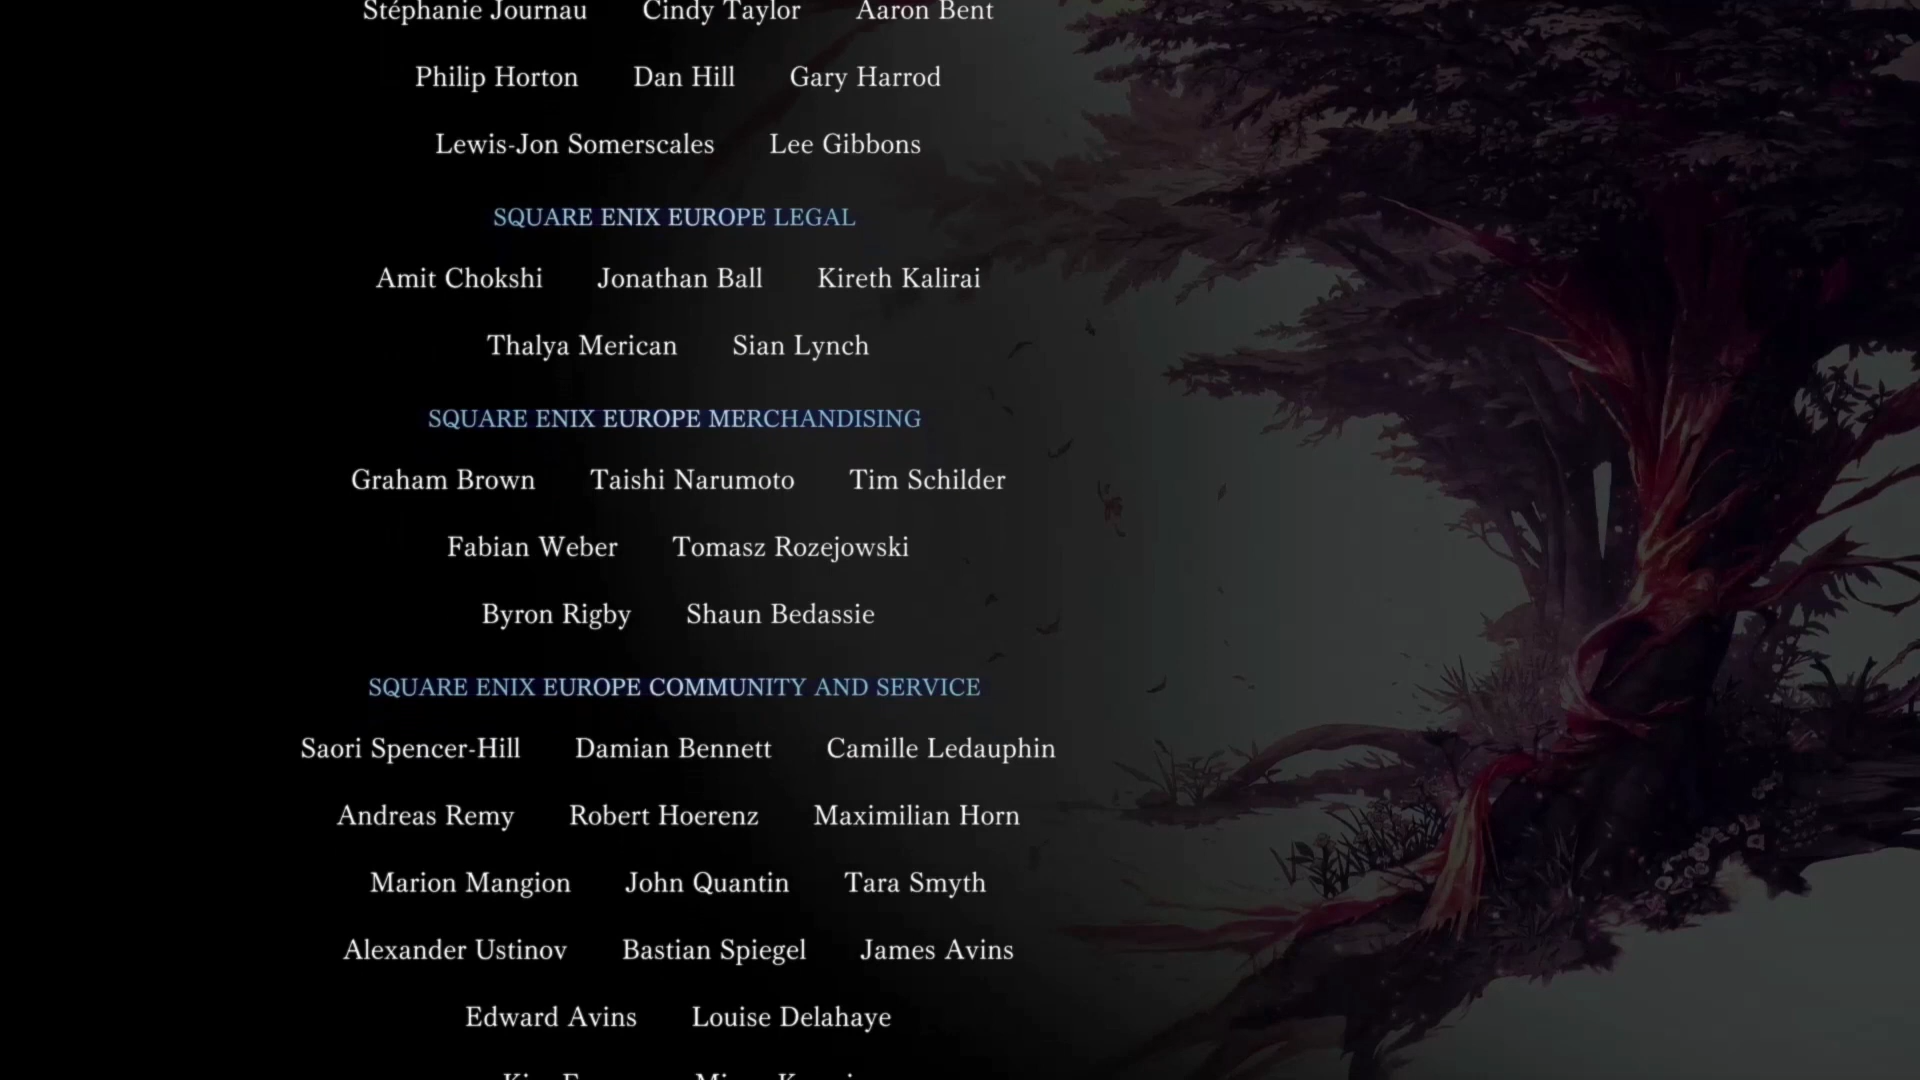 Stéphanie Journau Cindy Taylor Aaron Bent
Philip Horton Dan Hill Gary Harrod
Lewis-Jon Somerscales Lee Gibbons
SQUARE ENIX EUROPE LEGAL
Amit Chokshi Jonathan Ball Kireth Kalirai
Thalya Merican Sian Lynch
SQUARE ENIX EUROPE MERCHANDISING
Graham Brown Taishi Narumoto Tim Schilder
Fabian Weber Tomasz Rozejowski
Byron Rigby Shaun Bedassie
SQUARE ENIX EUROPE COMMUNITY AND SERVICE
Saori Spencer-Hill Damian Bennett Camille Ledauphin
Andreas Remy Robert Hoerenz Maximilian Horn
Marion Mangion John Quantin Tara Smyth
Alexander Ustinov Bastian Spiegel James Avins
Edward Avins Louise Delahaye